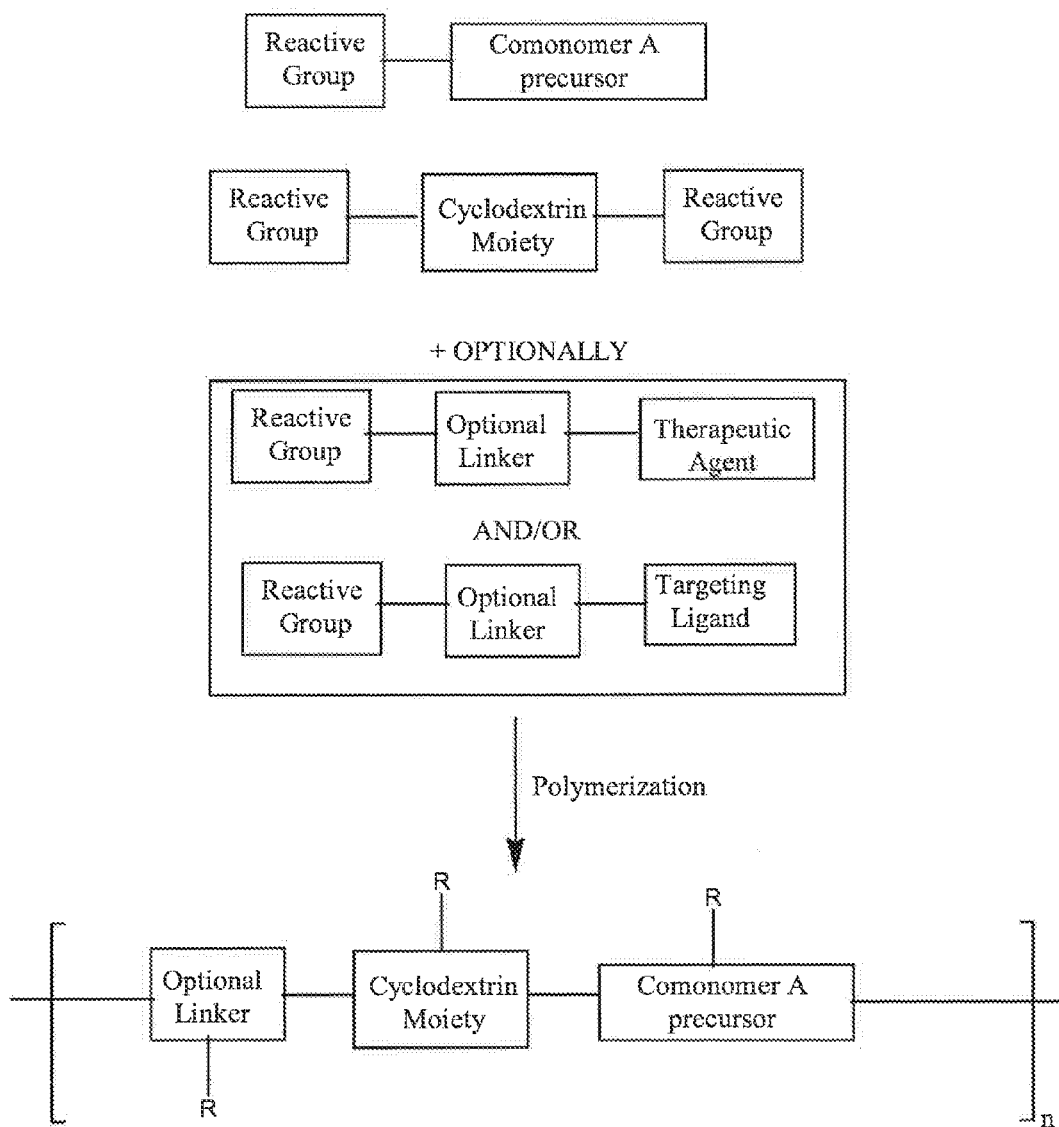 Reactive
Group
Comonomer A
precursor
Reactive
Group
Cyclodextrin
Moiety
Reactive
Group
+ OPTIONALLY
Reactive
Group
Optional
Linker
Therapeutic
Agent
AND/OR
Reactive
Group
Optional
Linker
Targeting
Ligand
Polymerization
R
R
Optional
Linker
Cyclodextrin
Moiety
Comonomer A
precursor
R
n